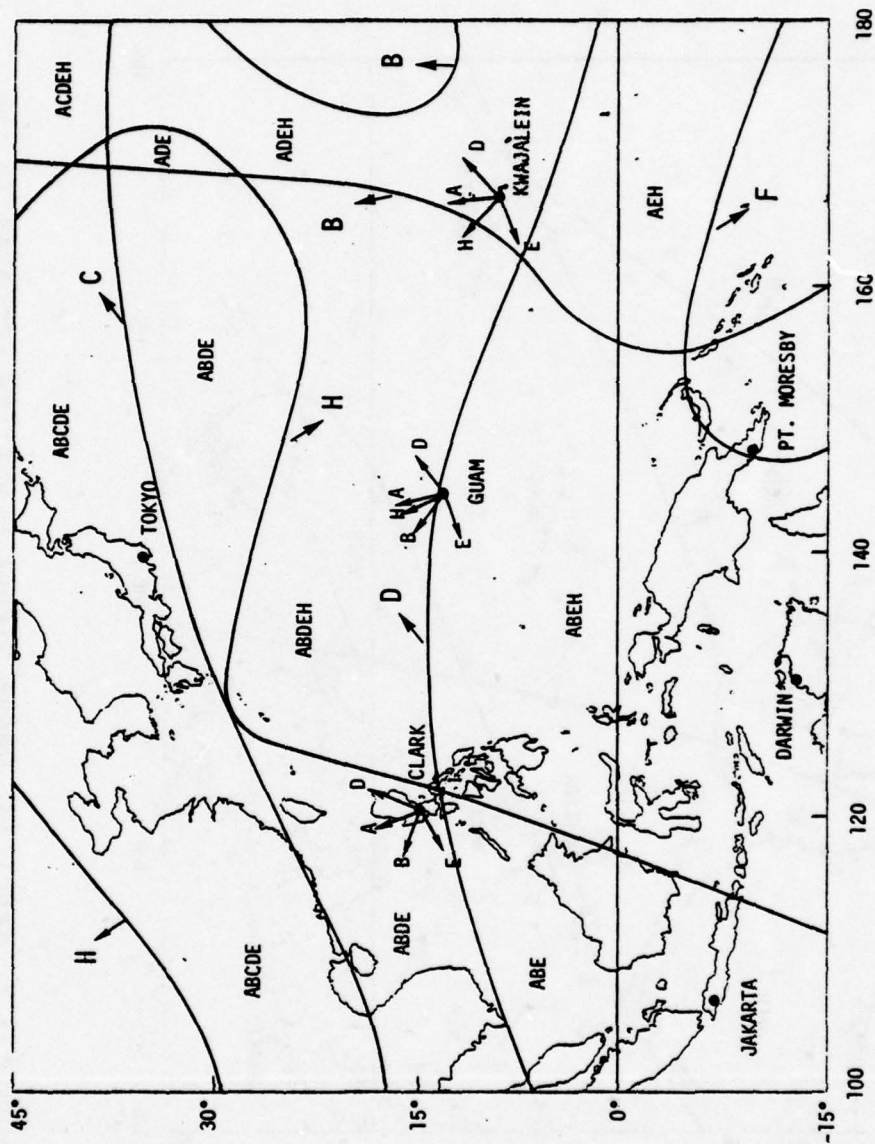 45°
30°
15°
0°
-15°
100
120
140
160
180
ACDEH
ADE
ADEH
ABCDE
ABDE
ABDEH
ABCDE
ABDE
ABE
ABEH
AEH
C
B
B
H
H
D
F
TOKYO
D
A
H
E
KWAJALEIN
D
A
H
B
E
GUAM
D
A
B
E
CLARK
PT. MORESBY
DARWIN
JAKARTA